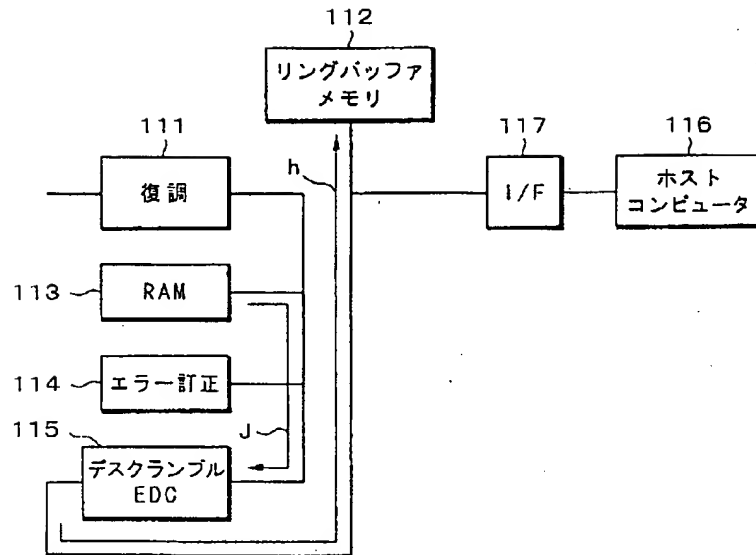 112
リングバッファ
メモリ
111
復調
h
117
I/F
116
ホスト
コンピュータ
113
RAM
114
エラー訂正
J
115
デスクランブル
EDC